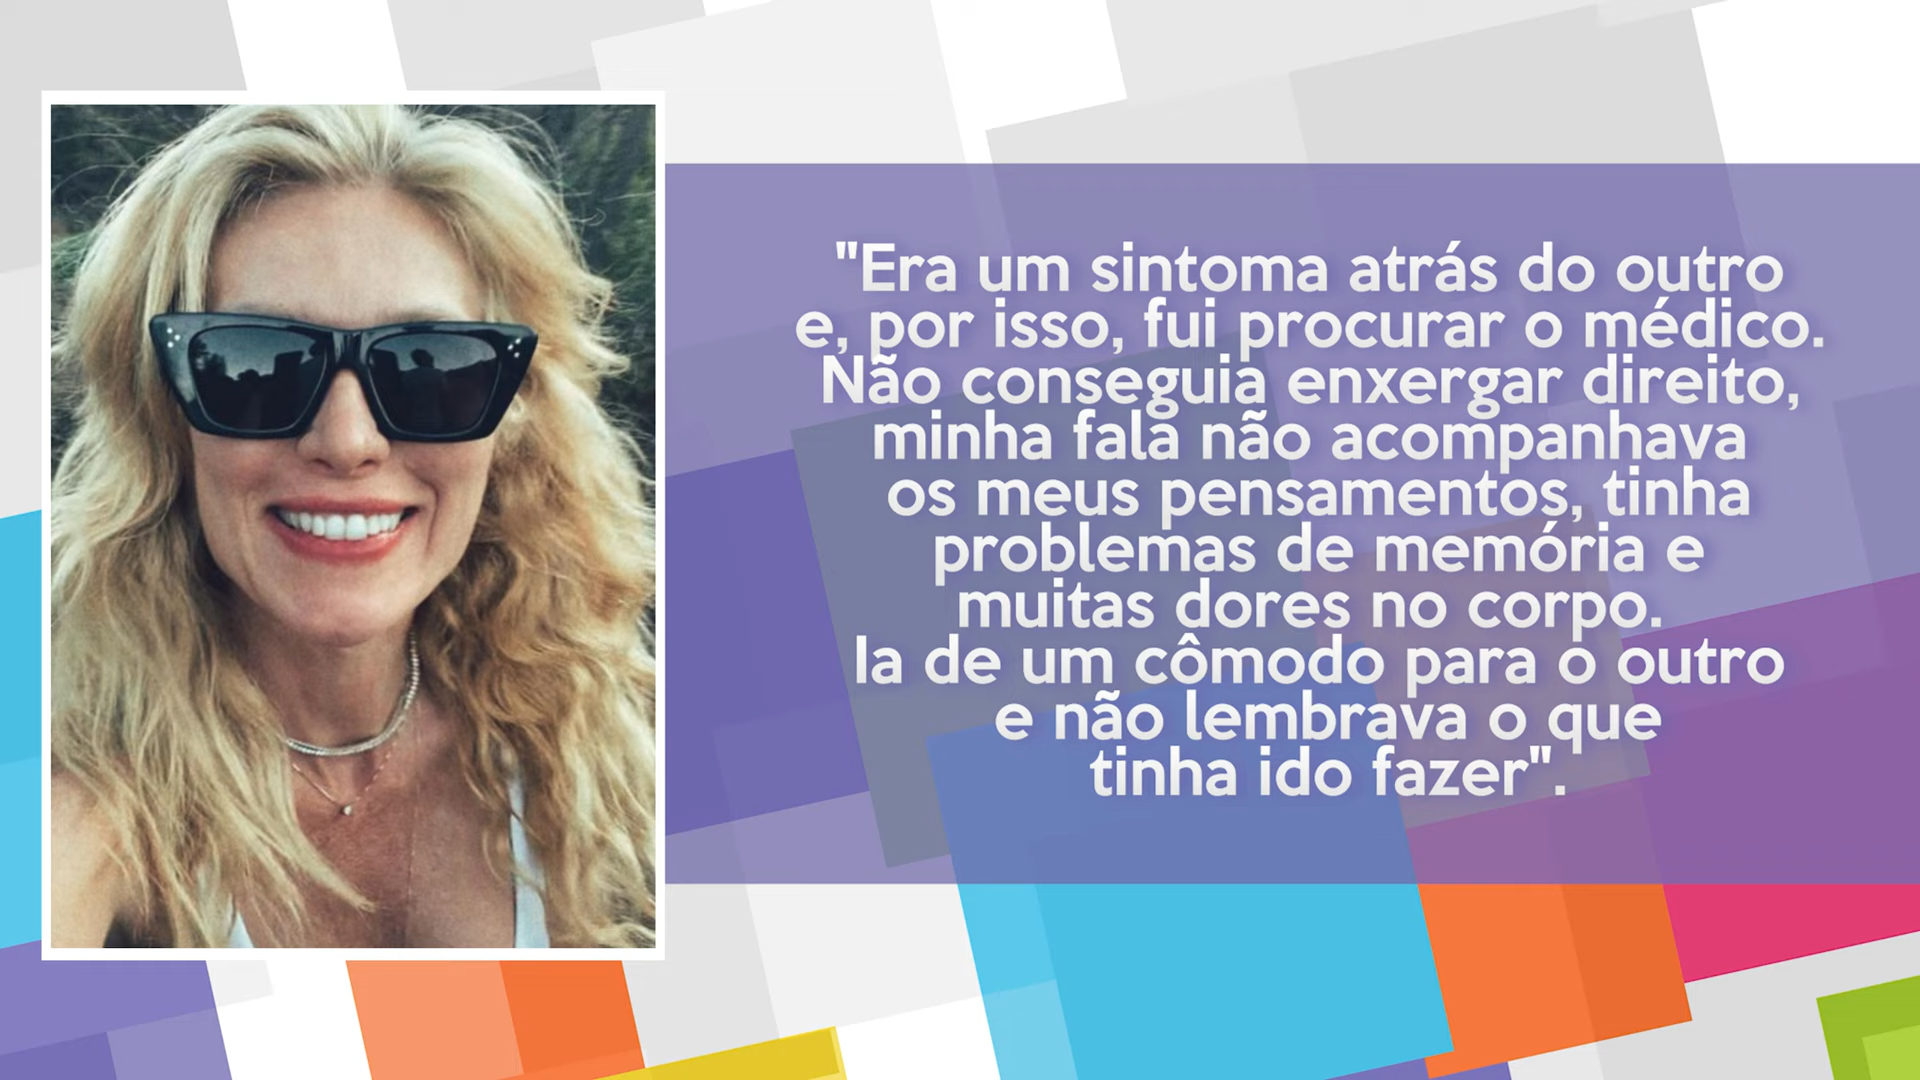 "Era um sintoma atrás do outro
e, por isso, fui procurar o médico.
Não conseguia enxergar direito,
minha fala não acompanhava
os meus pensamentos, tinha
problemas de memória e
muitas dores no corpo.
Ia de um cômodo para o outro
e não lembrava o que
tinha ido fazer".